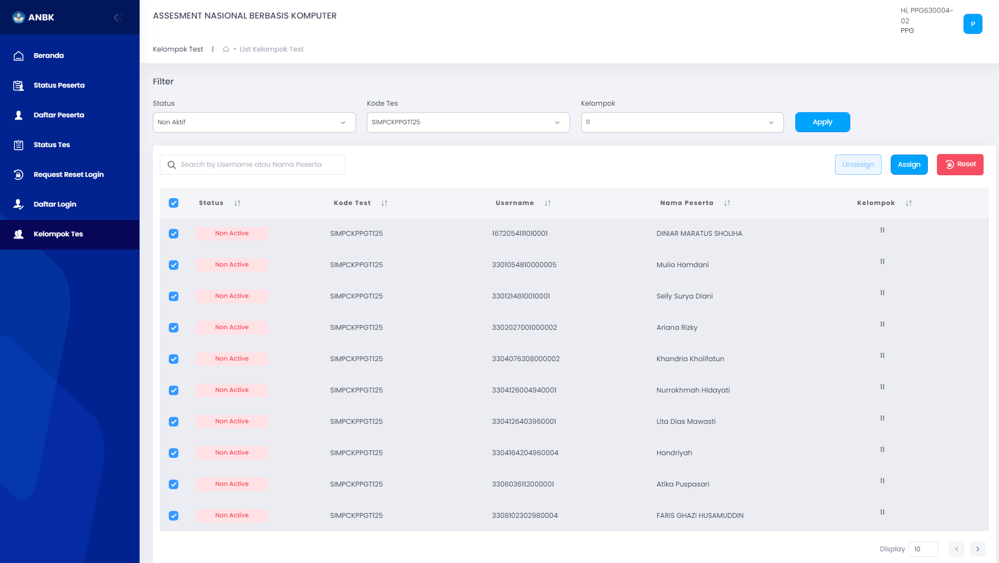 ANBK
Beranda
Status Peserta
Daftar Peserta
Status Tes
Request Reset Login
Daftar Login
Kelompok Tes
ASSESMENT NASIONAL BERBASIS KOMPUTER
Hi, PPG630004-
02
PPG
P
Kelompok Test | • List Kelompok Test
Filter
Status Kode Tes Kelompok
Non Aktif SIMPCKPPGT125 11 Apply
Search by Username atau Nama Peserta Unassign Assign Reset
Status Kode Test Username Nama Peserta Kelompok
Non Active SIMPCKPPGT125 1672054111010001 DINIAR MARATUS SHOLIHA 11
Non Active SIMPCKPPGT125 3301054810000005 Mulia Hamdani 11
Non Active SIMPCKPPGT125 3301214810010001 Selly Surya Diani 11
Non Active SIMPCKPPGT125 3302027001000002 Ariana Rizky 11
Non Active SIMPCKPPGT125 3304076308000002 Khandria Kholifatun 11
Non Active SIMPCKPPGT125 3304126004940001 Nurrokhmah Hidayati 11
Non Active SIMPCKPPGT125 3304126403960001 Lita Dias Mawasti 11
Non Active SIMPCKPPGT125 3304164204960004 Handriyah 11
Non Active SIMPCKPPGT125 3306036112000001 Atika Puspasari 11
Non Active SIMPCKPPGT125 3308102302980004 FARIS GHAZI HUSAMUDDIN 11
Display 10